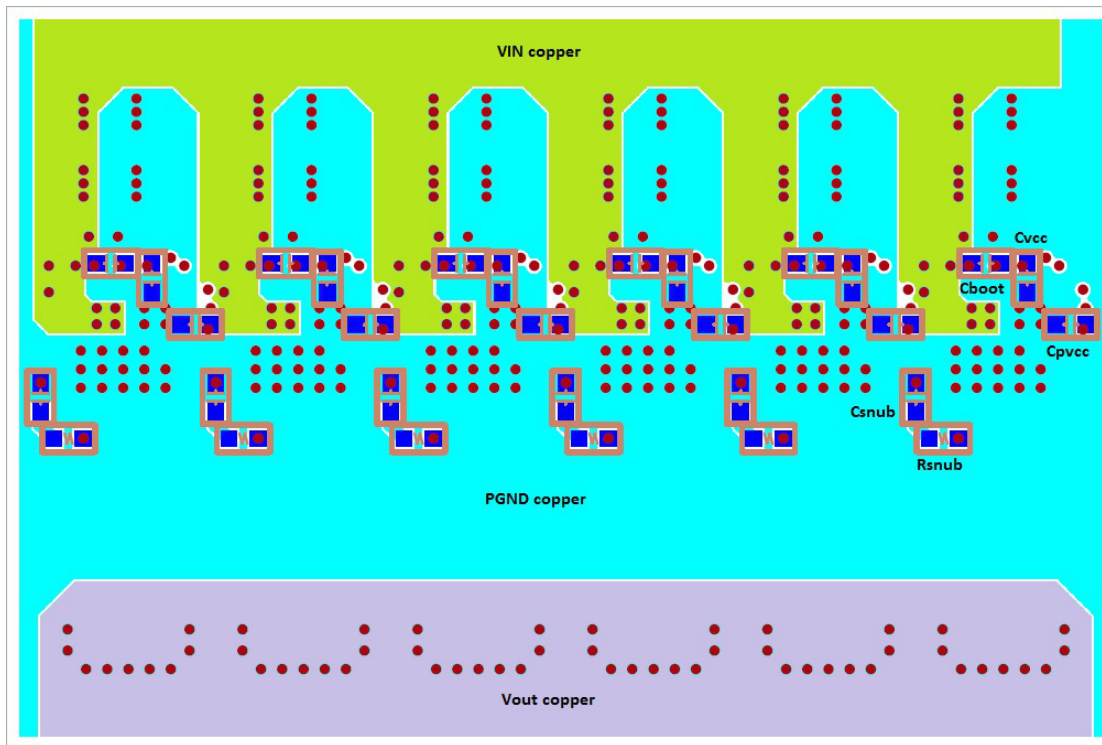 VIN copper
Cvcc
Cboot
Cpvcc
Csnub
Rsnub
PGND copper
Vout copper